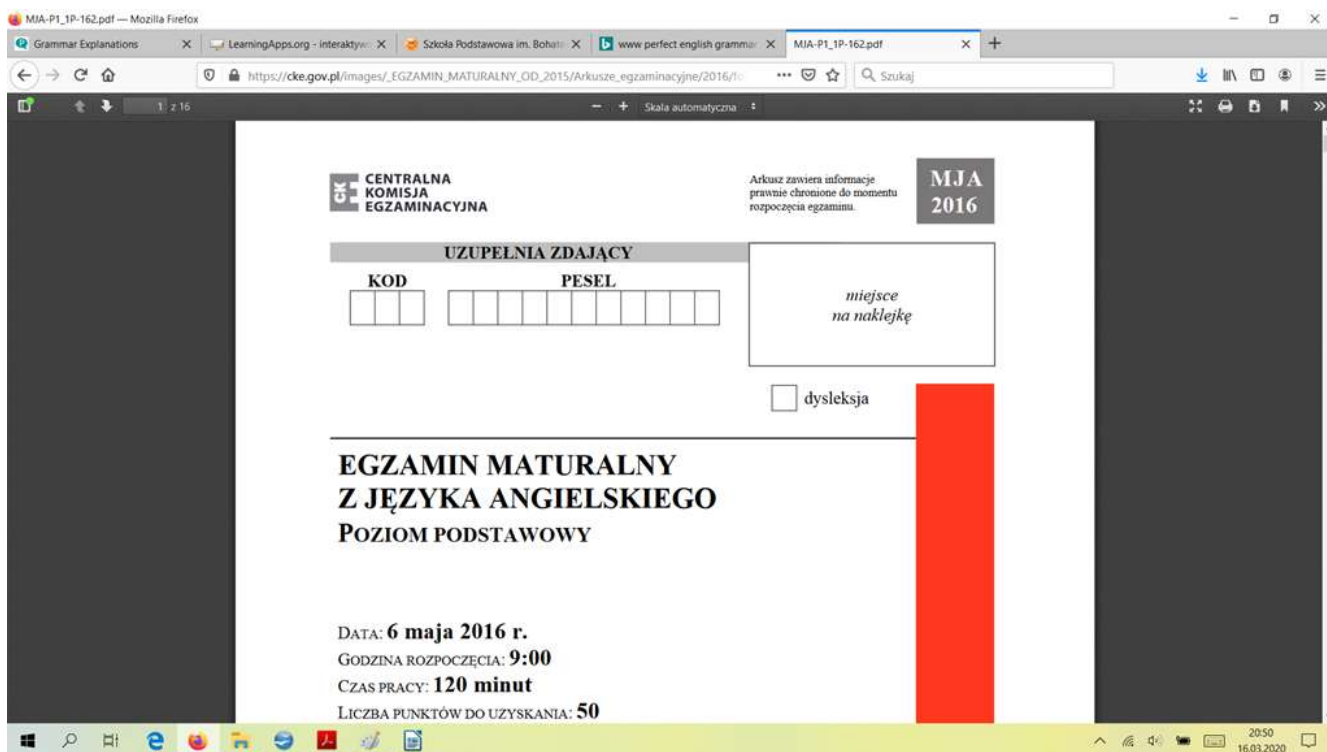 MJA-P1_1P-162.pdf — Mozilla Firefox
Grammar Explanations
LearningApps.org - interaktyw
Szkoła Podstawowa im. Bohate
www perfect english grammar
MJA-P1_1P-162.pdf
https://cke.gov.pl/images/_EGZAMIN_MATURALNY_OD_2015/Arkusze_egzaminacyjne/2016/fo
Szukaj
1 z 16
Skala automatyczna
CENTRALNA
KOMISJA
EGZAMINACYJNA
CKE
Arkusz zawiera informacje
prawnie chronione do momentu
rozpoczęcia egzaminu.
MJA
2016
UZUPEŁNIA ZDAJĄCY
KOD
PESEL
miejsce
na naklejkę
dysleksja
EGZAMIN MATURALNY
Z JĘZYKA ANGIELSKIEGO
POZIOM PODSTAWOWY
DATA: 6 maja 2016 r.
GODZINA ROZPOCZĘCIA: 9:00
CZAS PRACY: 120 minut
LICZBA PUNKTÓW DO UZYSKANIA: 50
20:50
16.03.2020